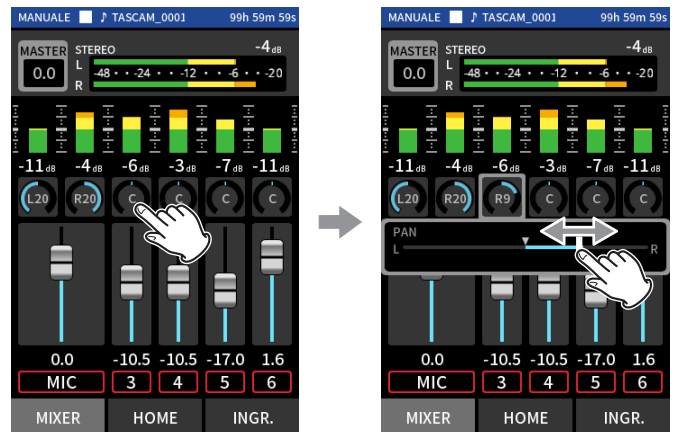 MANUALE ♪ TASCAM_0001 99h 59m 59s
MASTER STEREO -4dB
0.0
L
-48 · · -24 · · -12 · · -6 · · -20
R
-11dB -4dB -6dB -3dB -7dB -11dB
L20 R20 C C C C
0.0 -10.5 -10.5 -17.0 1.6
MIC 3 4 5 6
MIXER HOME INGR.
MANUALE ♪ TASCAM_0001 99h 59m 59s
MASTER STEREO -4dB
0.0
L
-48 · · -24 · · -12 · · -6 · · -20
R
-11dB -4dB -6dB -3dB -7dB -11dB
L20 R20 R9 C C C
PAN
L R
0.0 -10.5 -10.5 -17.0 1.6
MIC 3 4 5 6
MIXER HOME INGR.